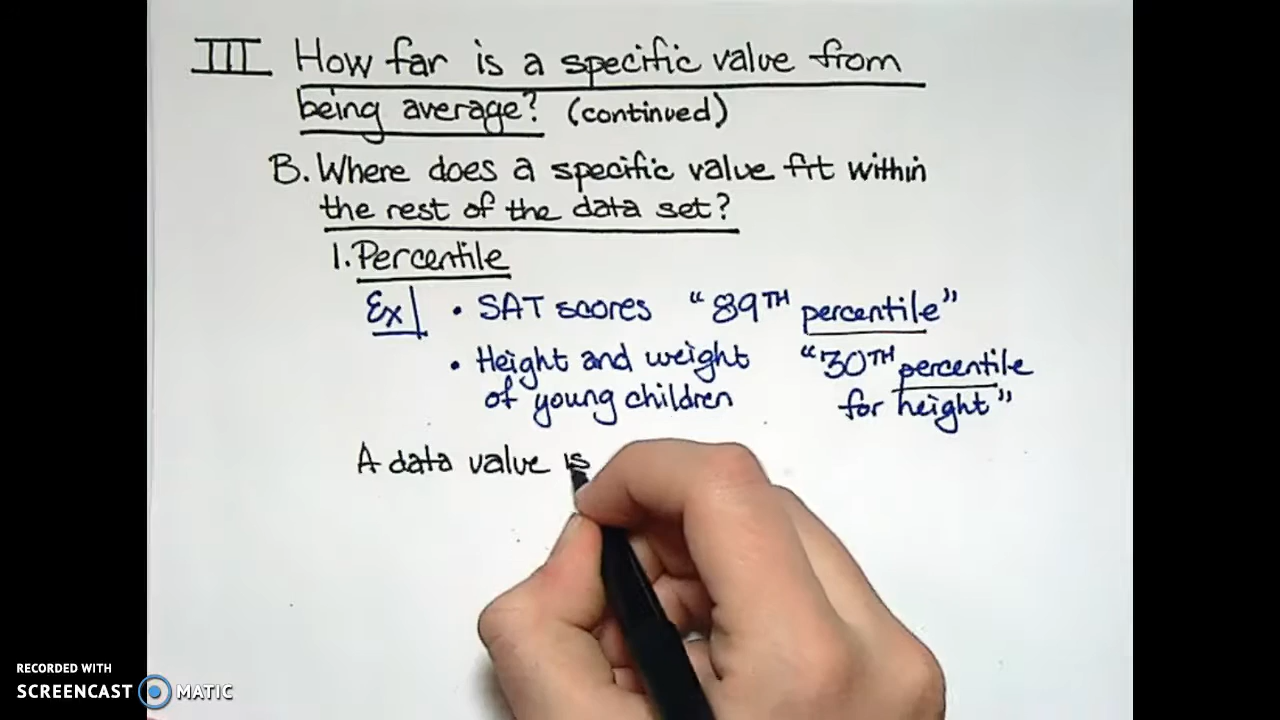 III How far is a specific value from
being average? (continued)
B. Where does a specific value fit within
the rest of the data set?
1. Percentile
Ex • SAT scores "89TH percentile"
• Height and weight "30TH percentile
of young children for height"
A data value is
RECORDED WITH
SCREENCAST MATIC